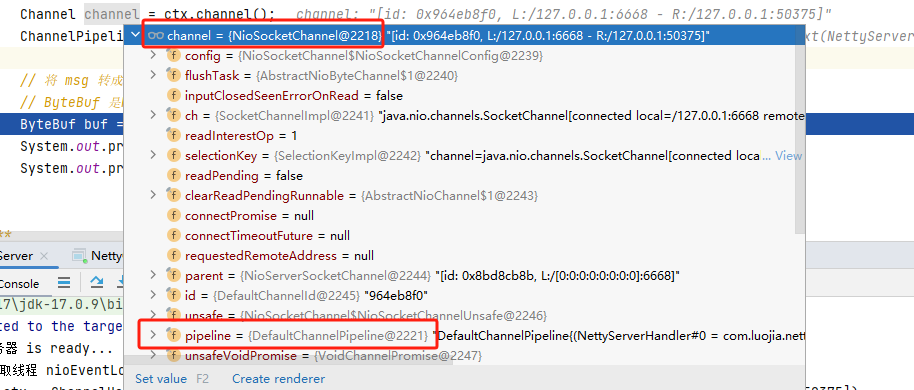 Channel channel = ctx.channel(); channel: "[id: 0x964eb8f0, L:/127.0.0.1:6668 - R:/127.0.0.1:50375]"
ChannelPipeli
channel = {NioSocketChannel@2218} "[id: 0x964eb8f0, L:/127.0.0.1:6668 - R:/127.0.0.1:50375]"
xt(NettyServer
config = {NioSocketChannel$NioSocketChannelConfig@2239}
flushTask = {AbstractNioByteChannel$1@2240}
// 将 msg 转成
inputClosedSeenErrorOnRead = false
// ByteBuf 是
ch = {SocketChannelImpl@2241} "java.nio.channels.SocketChannel[connected local=/127.0.0.1:6668 remote
ByteBuf buf =
readInterestOp = 1
System.out.pr
selectionKey = {SelectionKeyImpl@2242} "channel=java.nio.channels.SocketChannel[connected loca ... View
System.out.pr
readPending = false
clearReadPendingRunnable = {AbstractNioByteChannel$1@2243}
connectPromise = null
**
connectTimeoutFuture = null
Server
Netty
requestedRemoteAddress = null
Console
parent = {NioServerSocketChannel@2244} "[id: 0x8bd8cb8b, L:/[0:0:0:0:0:0:0:0]:6668]"
17\jdk-17.0.9\bi
id = {DefaultChannelId@2245} "964eb8f0"
ted to the target
unsafe = {NioSocketChannel$NioSocketChannelUnsafe@2246}
务器 is ready...
pipeline = {DefaultChannelPipeline@2221} "DefaultChannelPipeline{(NettyServerHandler#0 = com.luojia.nett
取线程 nioEventLo
unsafeVoidPromise = {VoidChannelPromise@2247}
Set value F2 Create renderer